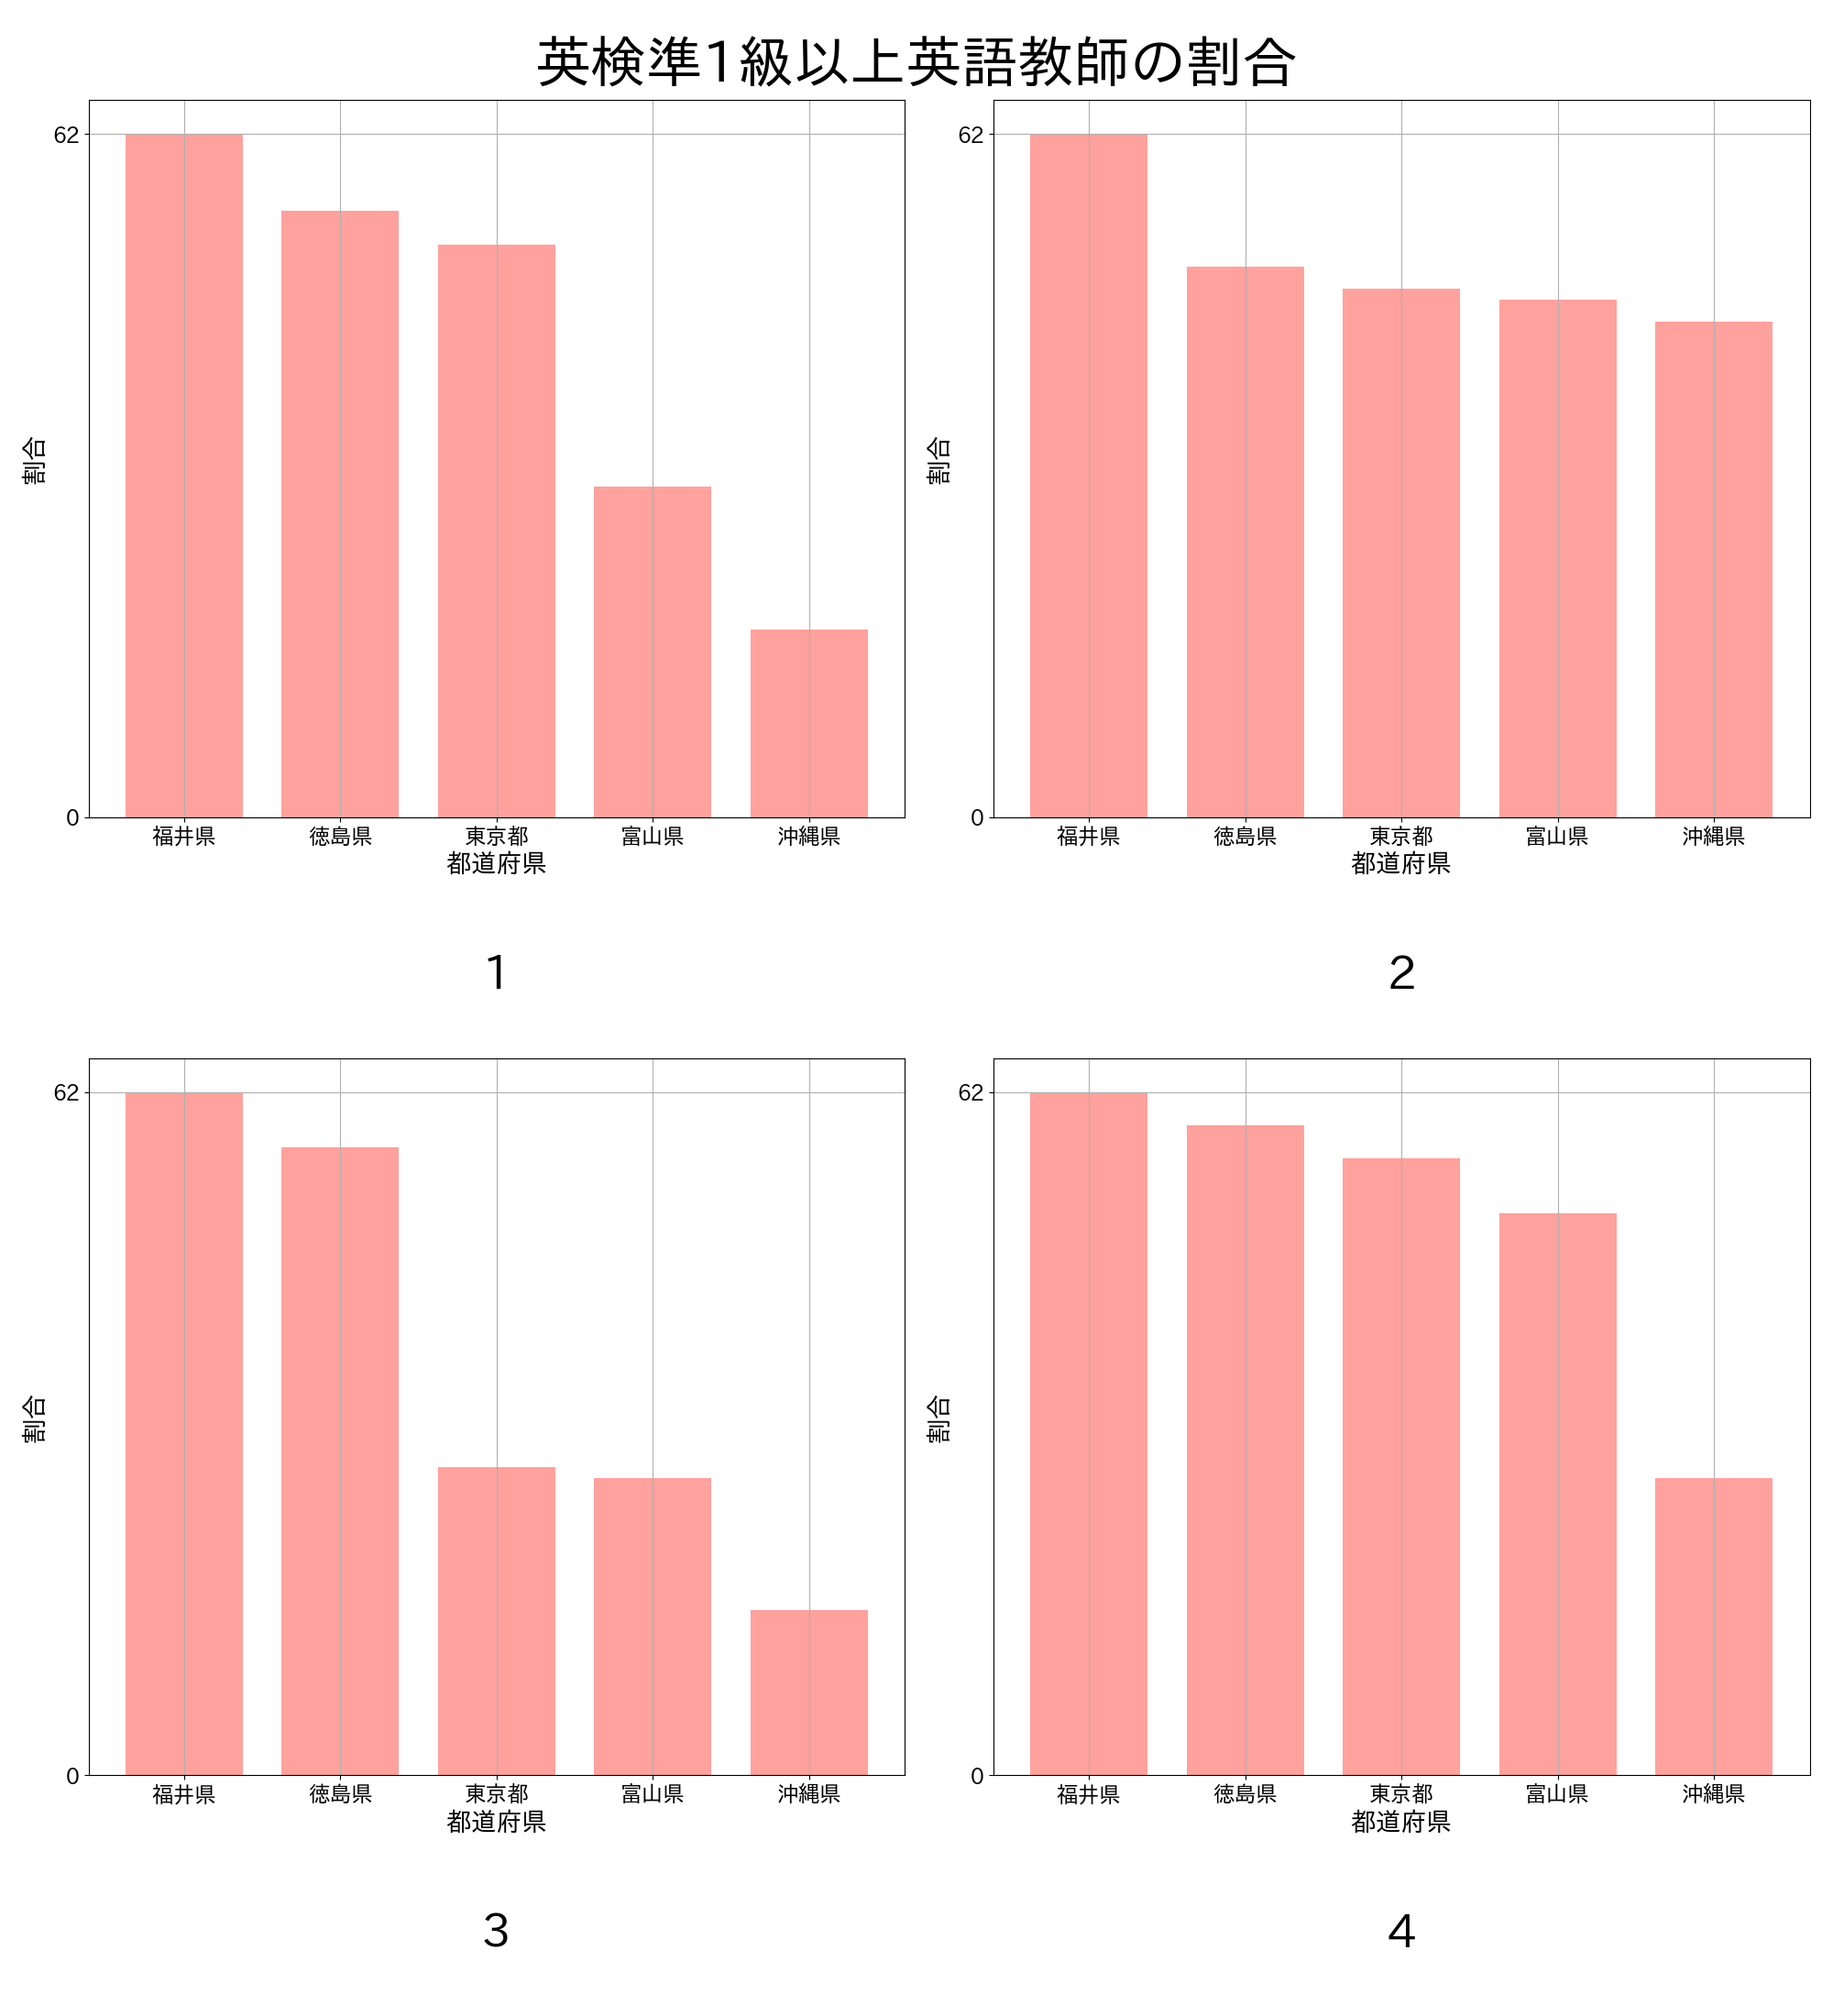 英検準1級以上英語教師の割合
62
0
割合
福井県 徳島県 東京都 富山県 沖縄県
都道府県
1
62
0
割合
福井県 徳島県 東京都 富山県 沖縄県
都道府県
2
62
0
割合
福井県 徳島県 東京都 富山県 沖縄県
都道府県
3
62
0
割合
福井県 徳島県 東京都 富山県 沖縄県
都道府県
4